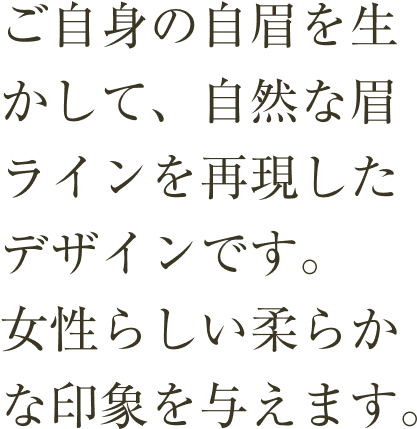 ご自身の自眉を生
かして、自然な眉
ラインを再現した
デザインです。
女性らしい柔らか
な印象を与えます。